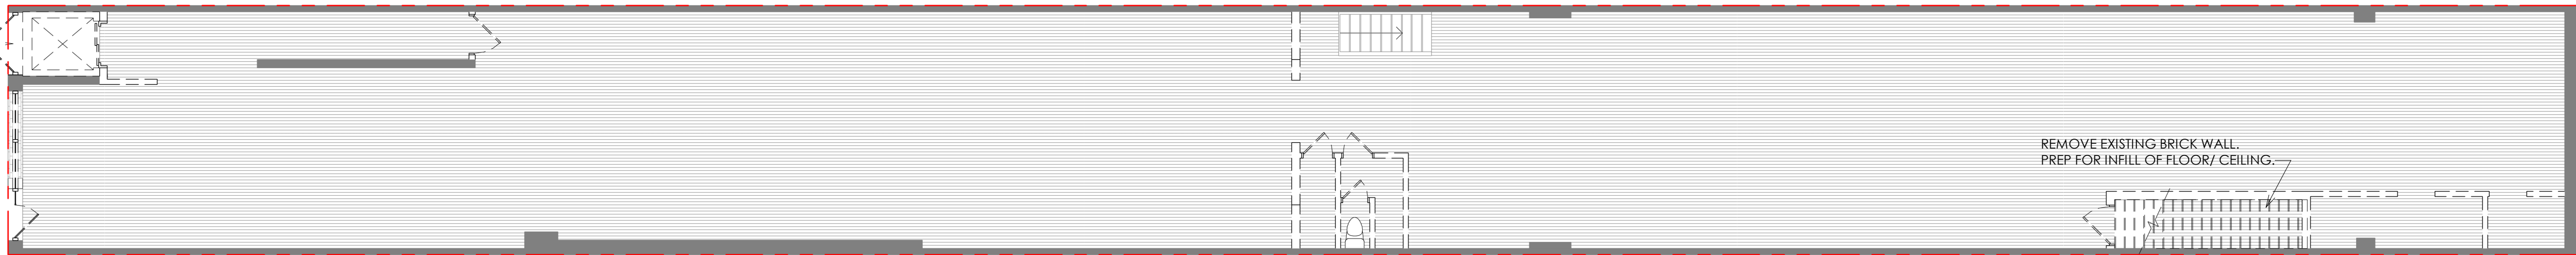 REMOVE EXISTING BRICK WALL.
PREP FOR INFILL OF FLOOR/ CEILING.